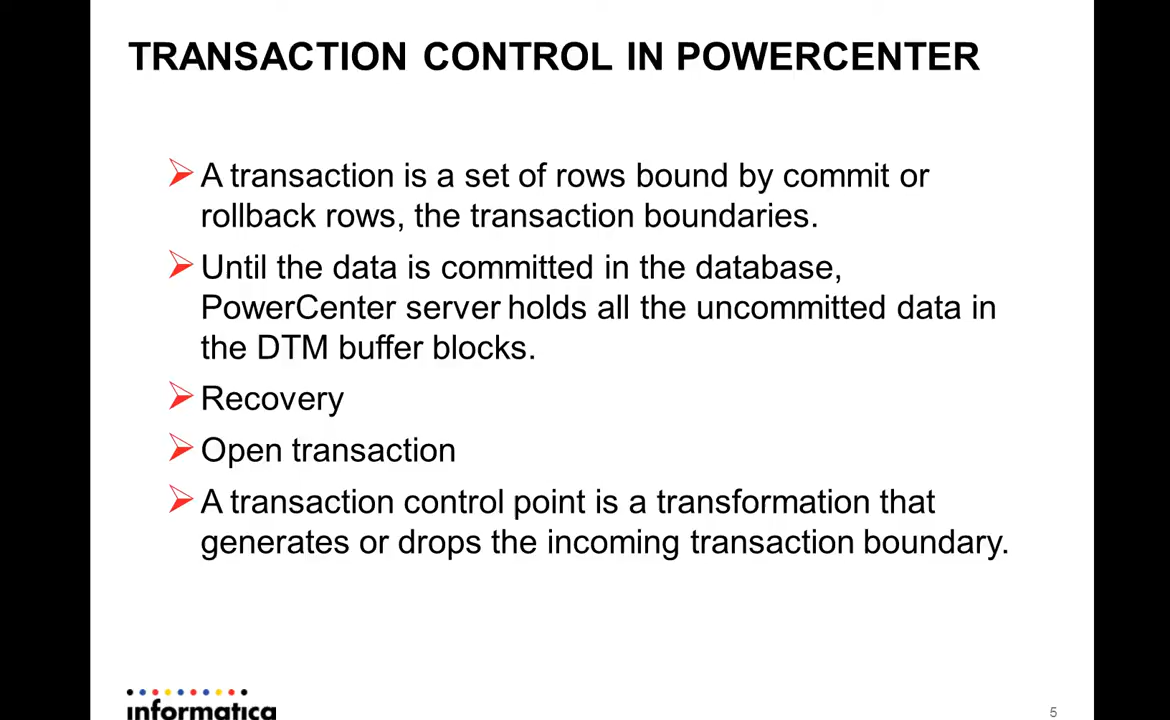 TRANSACTION CONTROL IN POWERCENTER
A transaction is a set of rows bound by commit or
rollback rows, the transaction boundaries.
Until the data is committed in the database,
PowerCenter server holds all the uncommitted data in
the DTM buffer blocks.
Recovery
Open transaction
A transaction control point is a transformation that
generates or drops the incoming transaction boundary.
informatica
5